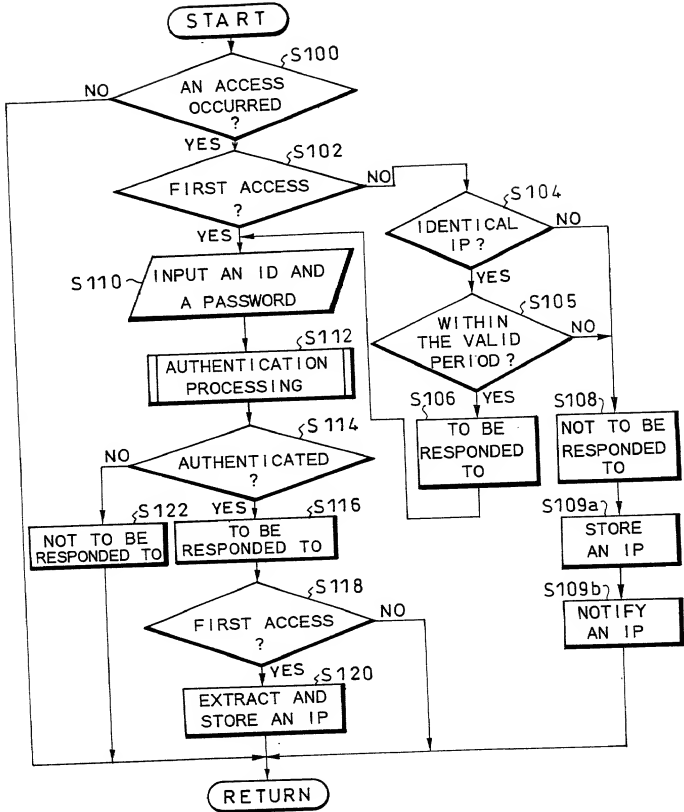 START
S100
AN ACCESS
OCCURRED
?
NO
YES
S102
FIRST ACCESS
?
NO
YES
S104
IDENTICAL
IP?
NO
YES
S110
INPUT AN ID AND
A PASSWORD
S105
WITHIN
THE VALID
PERIOD?
NO
YES
S112
AUTHENTICATION
PROCESSING
S106
TO BE
RESPONDED
TO
S108
NOT TO BE
RESPONDED
TO
S114
AUTHENTICATED
?
NO
YES
S122
NOT TO BE
RESPONDED TO
S116
TO BE
RESPONDED TO
S109a
STORE
AN IP
S118
FIRST ACCESS
?
NO
YES
S109b
NOTIFY
AN IP
S120
EXTRACT AND
STORE AN IP
RETURN